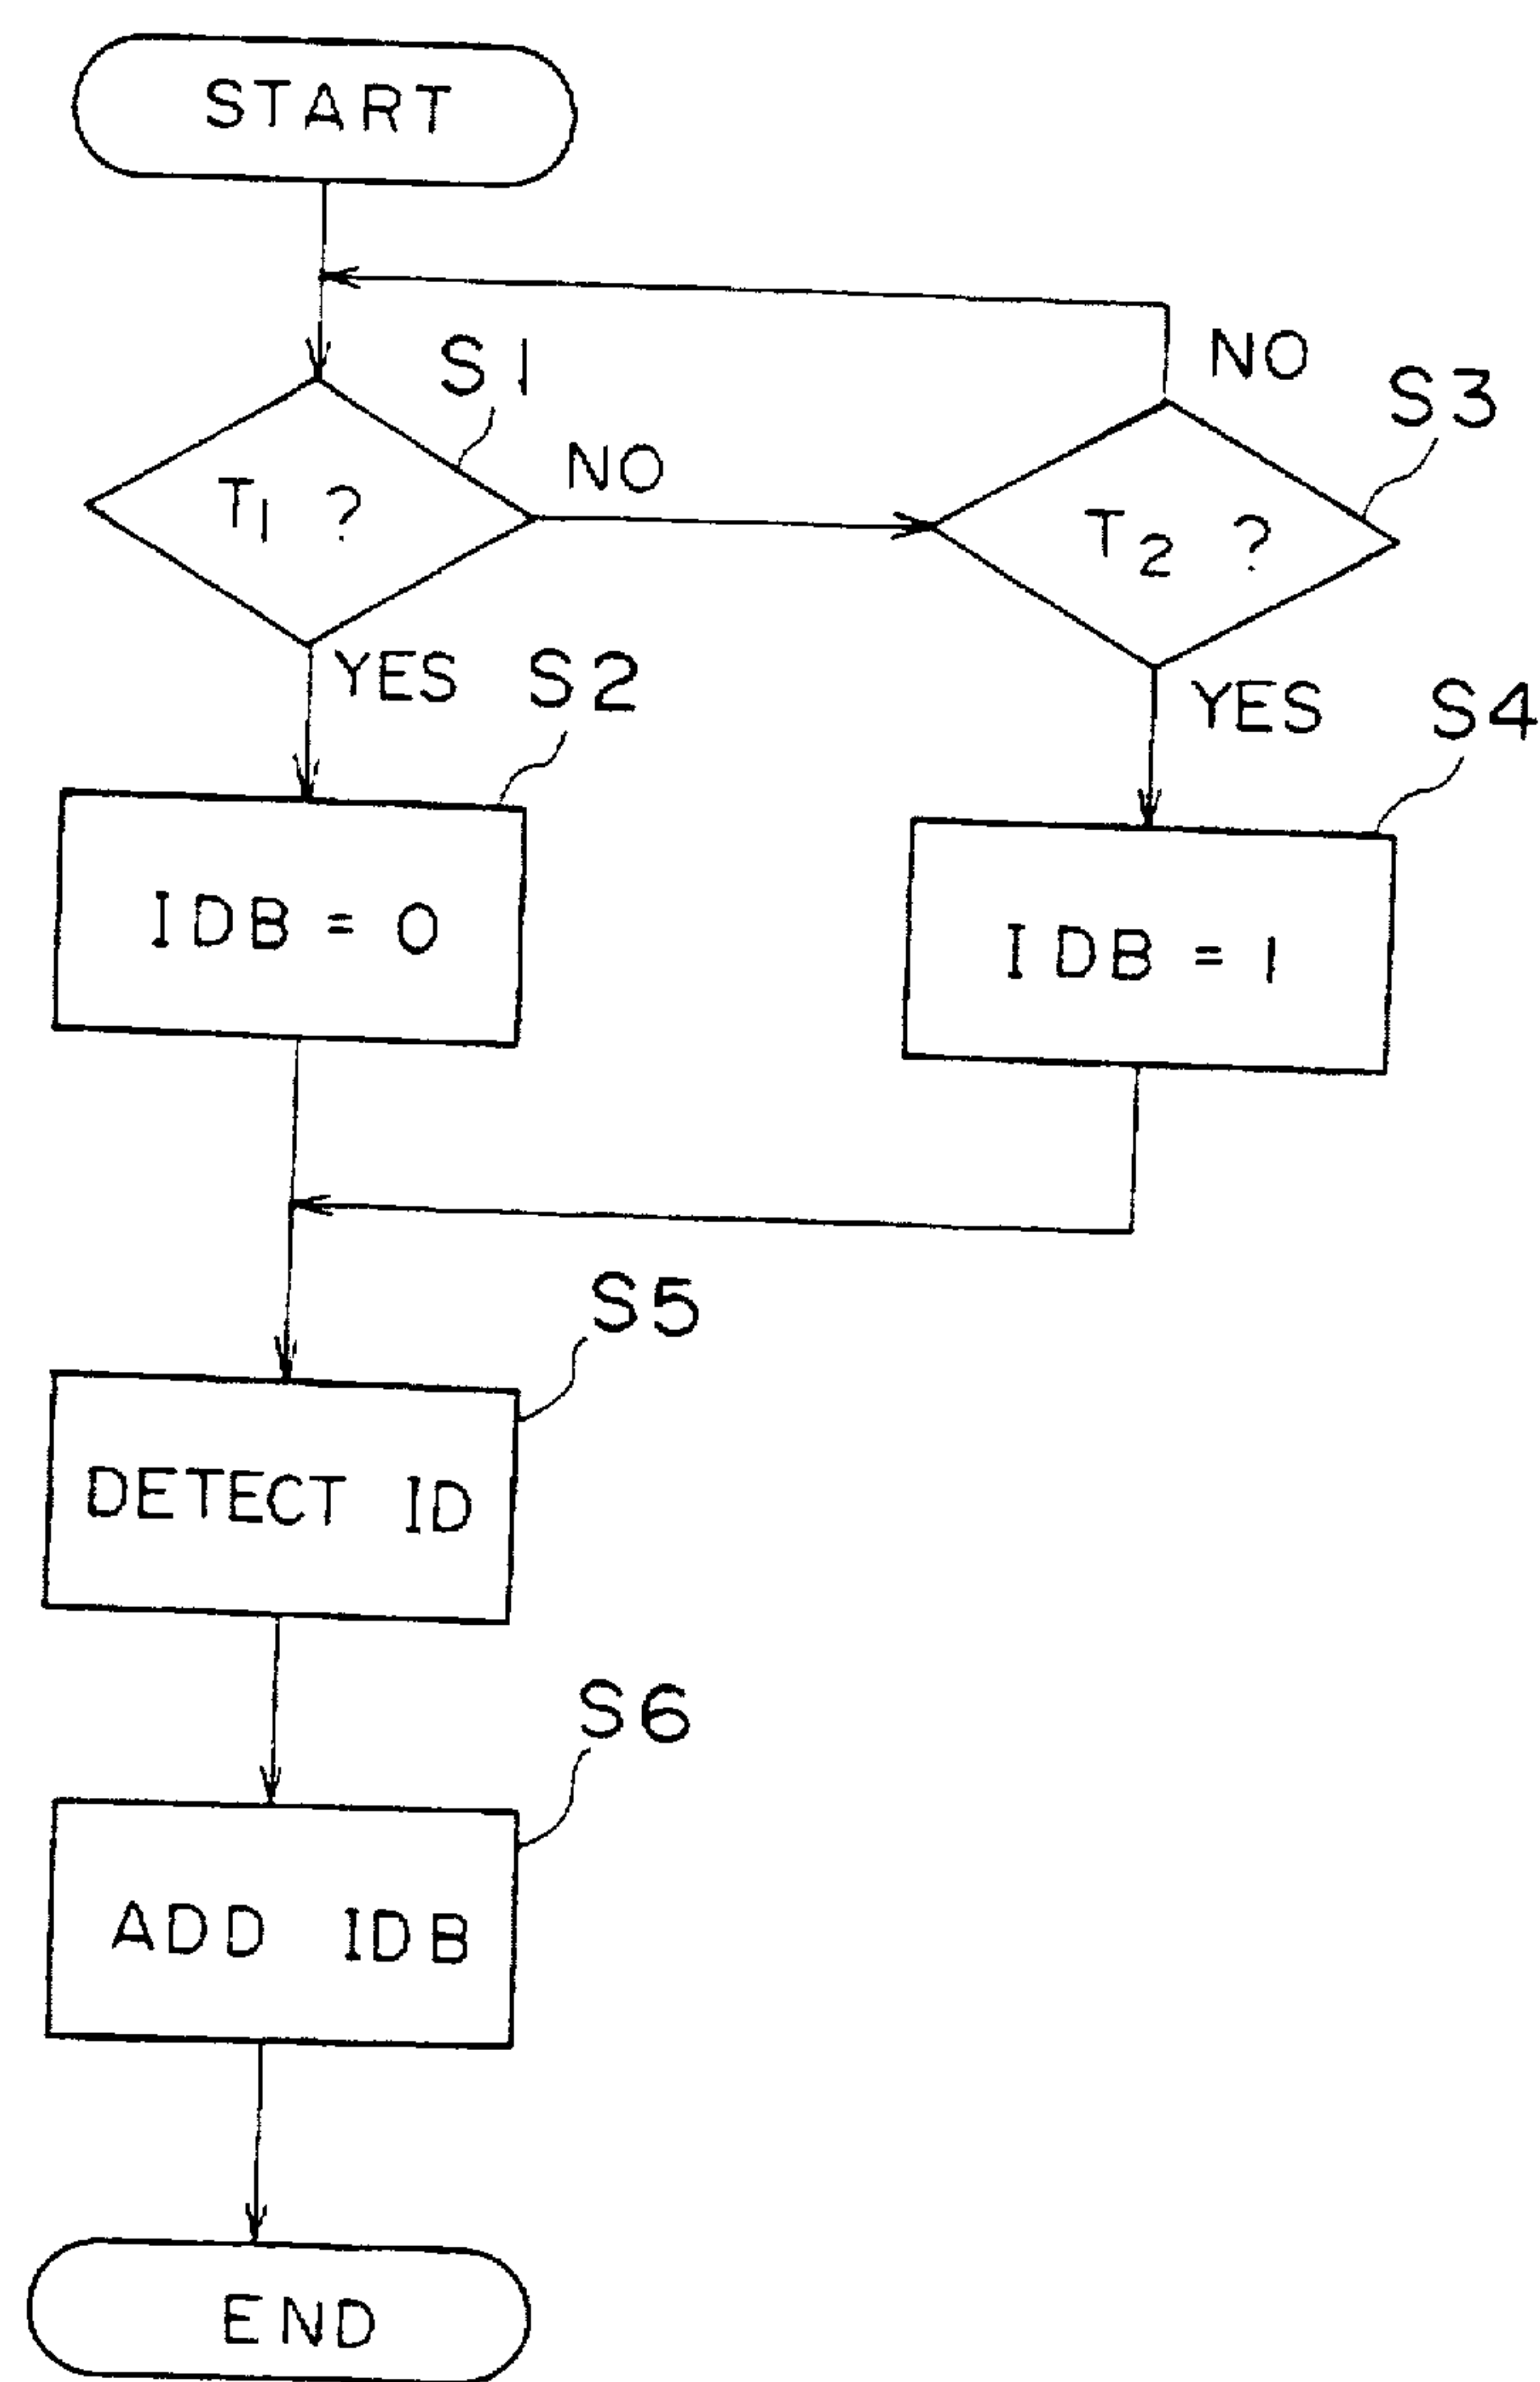 START
S1
NO
S3
NO
T1 ?
T2 ?
YES
S2
YES
S4
IDB = 0
IDB = 1
S5
DETECT ID
S6
ADD IDB
END